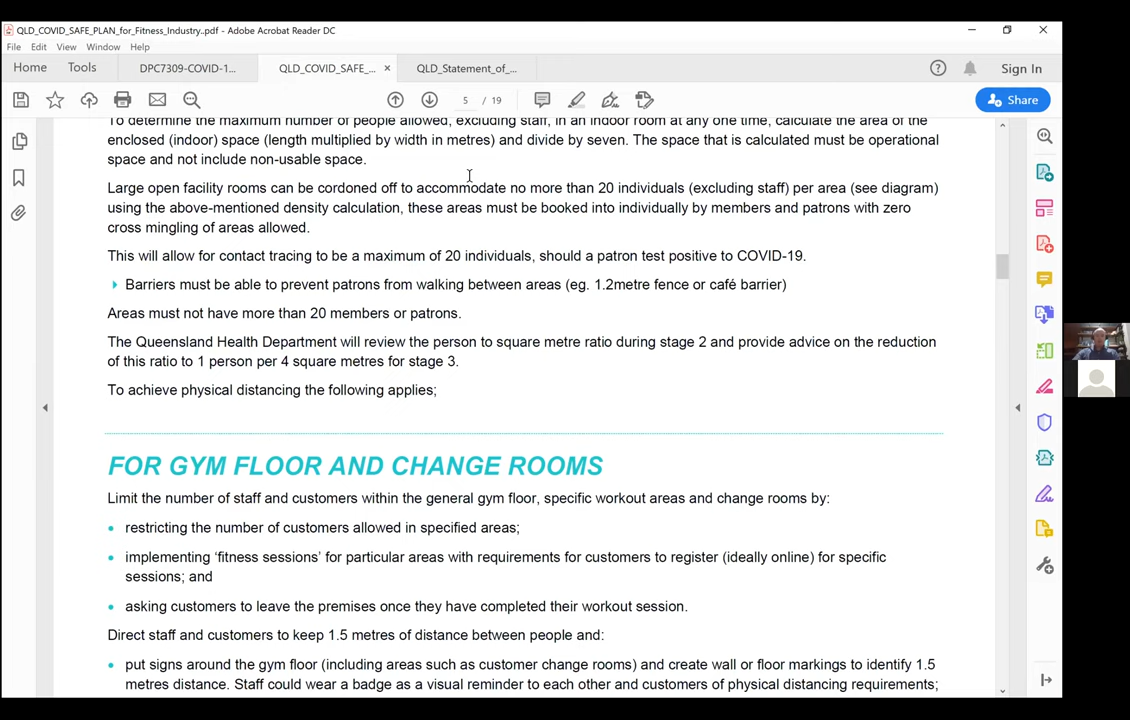 QLD_COVID_SAFE_PLAN_for_Fitness_Industry..pdf - Adobe Acrobat Reader DC
File Edit View Window Help
Home Tools DPC7309-COVID-1... QLD_COVID_SAFE_... × QLD_Statement_of_... Sign In
5 / 19 Share
To determine the maximum number of people allowed, excluding staff, in an indoor room at any one time, calculate the area of the
enclosed (indoor) space (length multiplied by width in metres) and divide by seven. The space that is calculated must be operational
space and not include non-usable space.
Large open facility rooms can be cordoned off to accommodate no more than 20 individuals (excluding staff) per area (see diagram)
using the above-mentioned density calculation, these areas must be booked into individually by members and patrons with zero
cross mingling of areas allowed.
This will allow for contact tracing to be a maximum of 20 individuals, should a patron test positive to COVID-19.
Barriers must be able to prevent patrons from walking between areas (eg. 1.2metre fence or café barrier)
Areas must not have more than 20 members or patrons.
The Queensland Health Department will review the person to square metre ratio during stage 2 and provide advice on the reduction
of this ratio to 1 person per 4 square metres for stage 3.
To achieve physical distancing the following applies;
FOR GYM FLOOR AND CHANGE ROOMS
Limit the number of staff and customers within the general gym floor, specific workout areas and change rooms by:
• restricting the number of customers allowed in specified areas;
• implementing ‘fitness sessions’ for particular areas with requirements for customers to register (ideally online) for specific
sessions; and
• asking customers to leave the premises once they have completed their workout session.
Direct staff and customers to keep 1.5 metres of distance between people and:
• put signs around the gym floor (including areas such as customer change rooms) and create wall or floor markings to identify 1.5
metres distance. Staff could wear a badge as a visual reminder to each other and customers of physical distancing requirements;